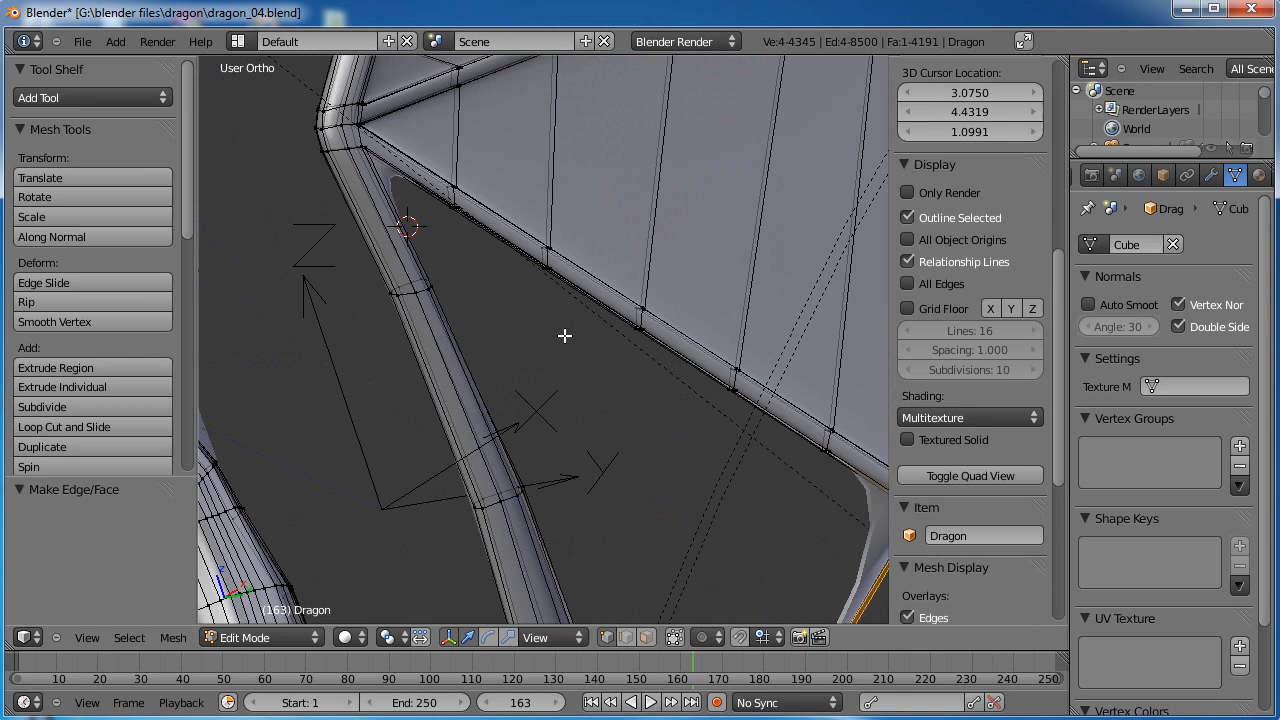 Blender* [G:\blender files\dragon\dragon_04.blend]
File Add Render Help Default Scene Blender Render Ve:4-4345 | Ed:4-8500 | Fa:1-4191 | Dragon
Tool Shelf
Add Tool
Mesh Tools
Transform:
Translate
Rotate
Scale
Along Normal
Deform:
Edge Slide
Rip
Smooth Vertex
Add:
Extrude Region
Extrude Individual
Subdivide
Loop Cut and Slide
Duplicate
Spin
Make Edge/Face
User Ortho
Z
X
Y
z
x
(163) Dragon
3D Cursor Location:
3.0750
4.4319
1.0991
Display
Only Render
Outline Selected
All Object Origins
Relationship Lines
All Edges
Grid Floor X Y Z
Lines: 16
Spacing: 1.000
Subdivisions: 10
Shading:
Multitexture
Textured Solid
Toggle Quad View
Item
Dragon
Mesh Display
Overlays:
Edges
View Search All Scene
Scene
RenderLayers
World
Drag Cub
Cube
Normals
Auto Smoot Vertex Nor
Angle: 30 Double Side
Settings
Texture M
Vertex Groups
Shape Keys
UV Texture
Vertex Colors
View Select Mesh Edit Mode View
10 20 30 40 50 60 70 80 90 100 110 120 130 140 150 160 170 180 190 200 210 220 230 240 250
View Frame Playback Start: 1 End: 250 163 No Sync